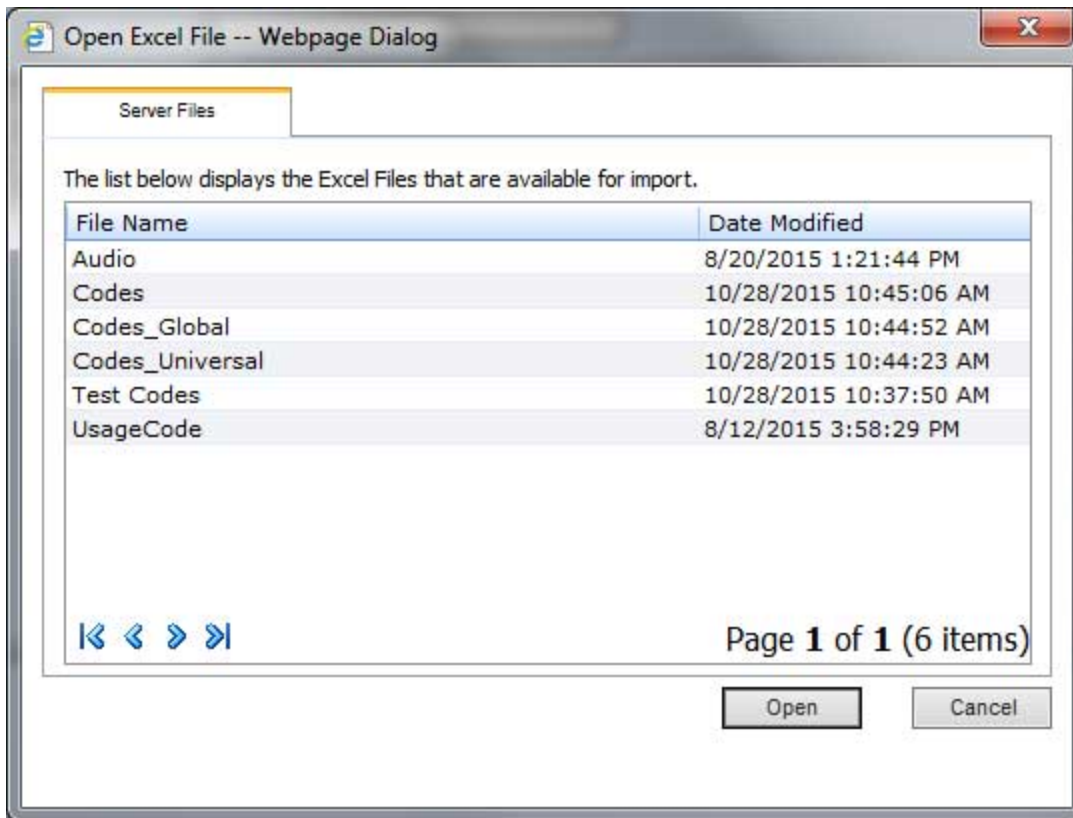 Open Excel File -- Webpage Dialog
Server Files
The list below displays the Excel Files that are available for import.
File Name Date Modified
Audio 8/20/2015 1:21:44 PM
Codes 10/28/2015 10:45:06 AM
Codes_Global 10/28/2015 10:44:52 AM
Codes_Universal 10/28/2015 10:44:23 AM
Test Codes 10/28/2015 10:37:50 AM
UsageCode 8/12/2015 3:58:29 PM
Page 1 of 1 (6 items)
Open Cancel